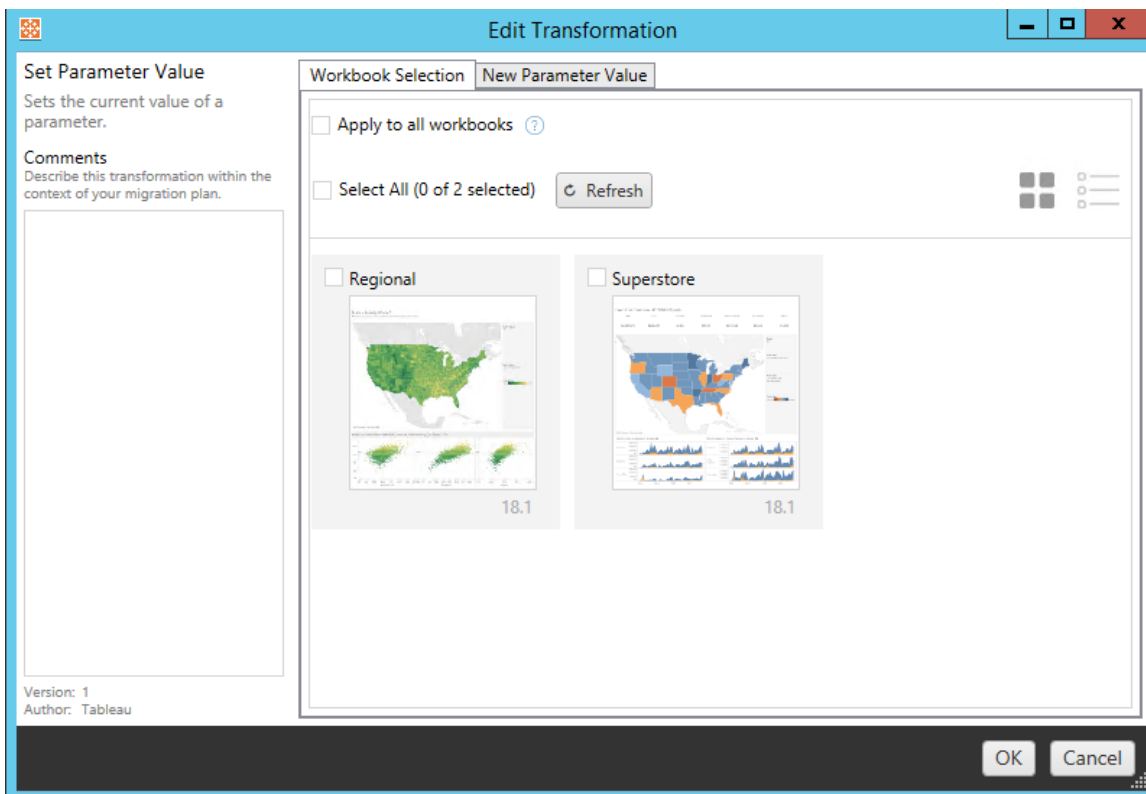 Edit Transformation
Set Parameter Value
Sets the current value of a
parameter.
Comments
Describe this transformation within the
context of your migration plan.
Version: 1
Author: Tableau
Workbook Selection
New Parameter Value
Apply to all workbooks ?
Select All (0 of 2 selected)
Refresh
Regional
18.1
Superstore
18.1
OK
Cancel